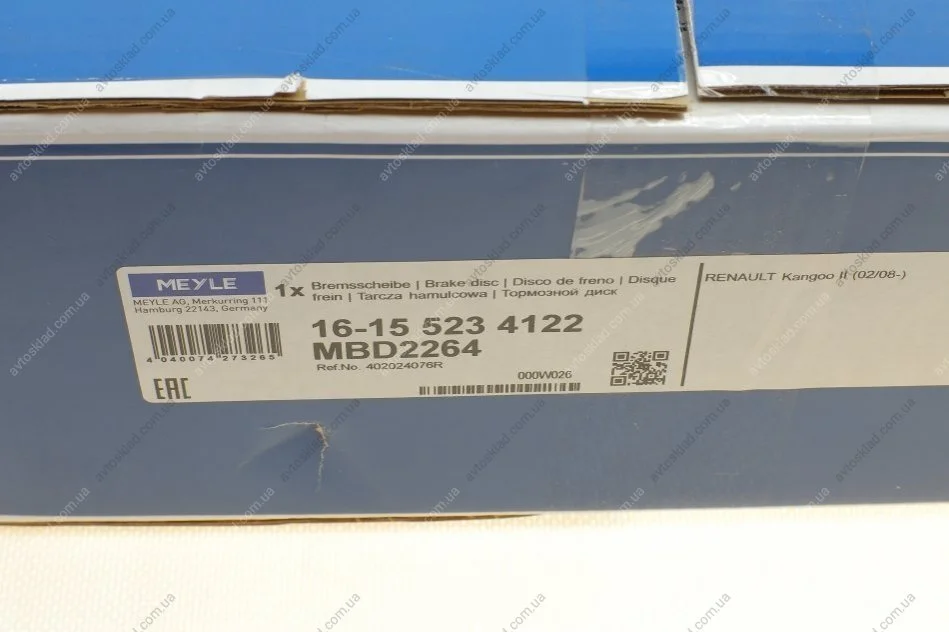 MEYLE
MEYLE AG, Merkurring 111
Hamburg 22143, Germany
4 040074 273265
EAC
1x Bremsscheibe | Brake disc | Disco de freno | Disque
frein | Tarcza hamulcowa | Тормозной диск
16-15 523 4122
MBD2264
Ref.No. 402024076R
000W026
RENAULT Kangoo II (02/08-)
avtosklad.com.ua